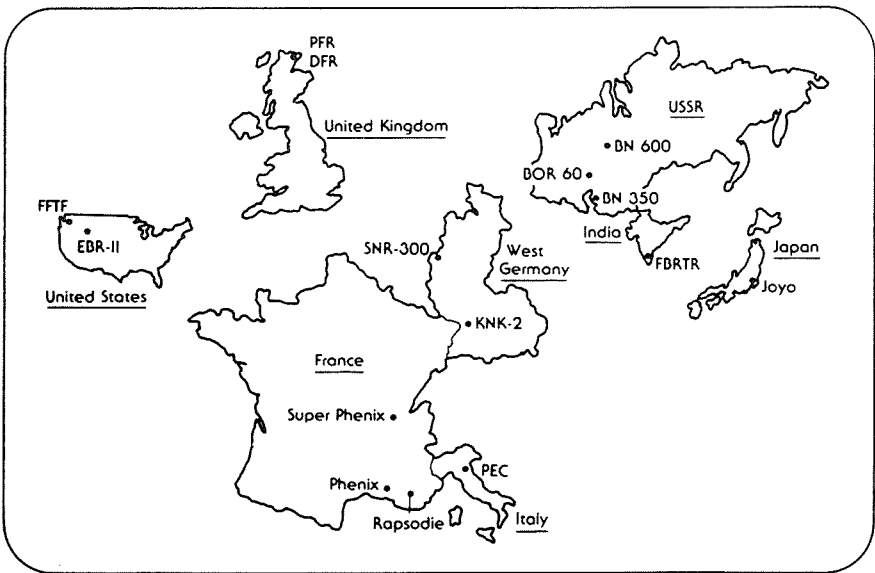 PFR
DFR
United Kingdom
USSR
BN 600
BOR 60
BN 350
FFTF
EBR-II
United States
SNR-300
West
Germany
India
FBRTR
Japan
Joyo
KNK-2
France
Super Phenix
Phenix
Rapsodie
PEC
Italy